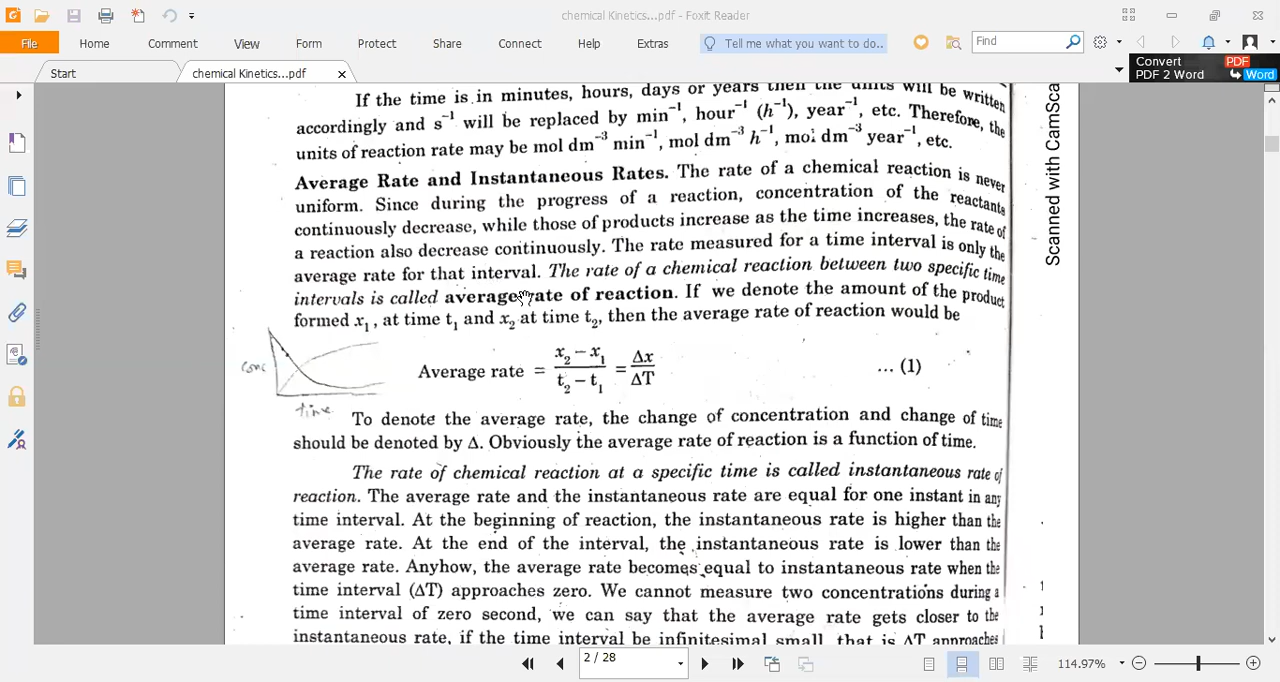 chemical Kinetics...pdf - Foxit Reader
File Home Comment View Form Protect Share Connect Help Extras Tell me what you want to do.. Find
Start chemical Kinetics...pdf
Convert PDF
PDF 2 Word Word
If the time is in minutes, hours, days or years then the units will be written
accordingly and s⁻¹ will be replaced by min⁻¹, hour⁻¹ (h⁻¹), year⁻¹, etc. Therefore, the
units of reaction rate may be mol dm⁻³ min⁻¹, mol dm⁻³ h⁻¹, mol dm⁻³ year⁻¹, etc.
Average Rate and Instantaneous Rates. The rate of a chemical reaction is never
uniform. Since during the progress of a reaction, concentration of the reactants
continuously decrease, while those of products increase as the time increases, the rate of
a reaction also decrease continuously. The rate measured for a time interval is only the
average rate for that interval. The rate of a chemical reaction between two specific time
intervals is called average rate of reaction. If we denote the amount of the product
formed x₁, at time t₁ and x₂ at time t₂, then the average rate of reaction would be
conc
time
Average rate = (x₂ – x₁)/(t₂ – t₁) = Δx/ΔT ... (1)
To denote the average rate, the change of concentration and change of time
should be denoted by Δ. Obviously the average rate of reaction is a function of time.
The rate of chemical reaction at a specific time is called instantaneous rate of
reaction. The average rate and the instantaneous rate are equal for one instant in any
time interval. At the beginning of reaction, the instantaneous rate is higher than the
average rate. At the end of the interval, the instantaneous rate is lower than the
average rate. Anyhow, the average rate becomes equal to instantaneous rate when the
time interval (ΔT) approaches zero. We cannot measure two concentrations during a
time interval of zero second, we can say that the average rate gets closer to the
instantaneous rate, if the time interval be infinitesimal small that is ΔT approaches
Scanned with CamSca
2 / 28
114.97%